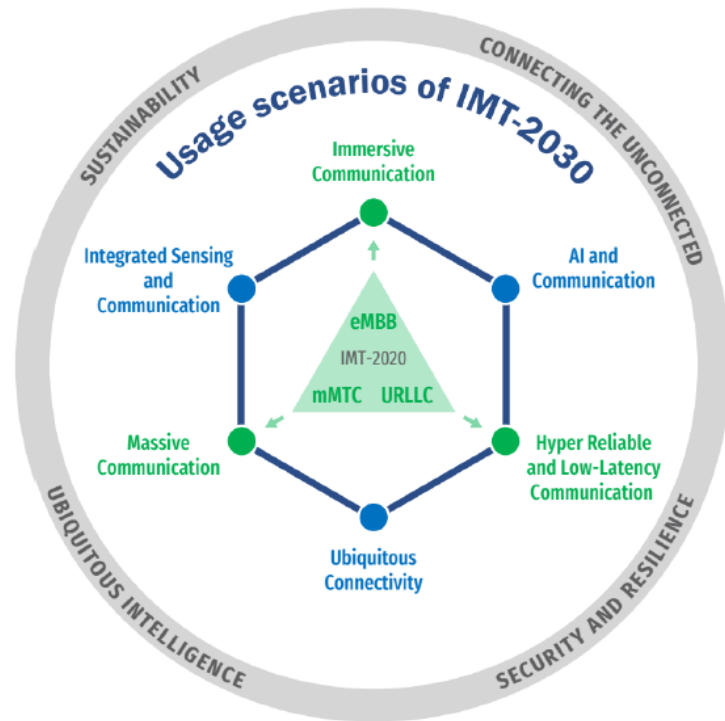 SUSTAINABILITY
CONNECTING THE UNCONNECTED
Usage scenarios of IMT-2030
Immersive
Communication
Integrated Sensing
and
Communication
AI and
Communication
eMBB
IMT-2020
mMTC URLLC
Massive
Communication
Hyper Reliable
and Low-Latency
Communication
Ubiquitous
Connectivity
UBIQUITOUS INTELLIGENCE
SECURITY AND RESILIENCE